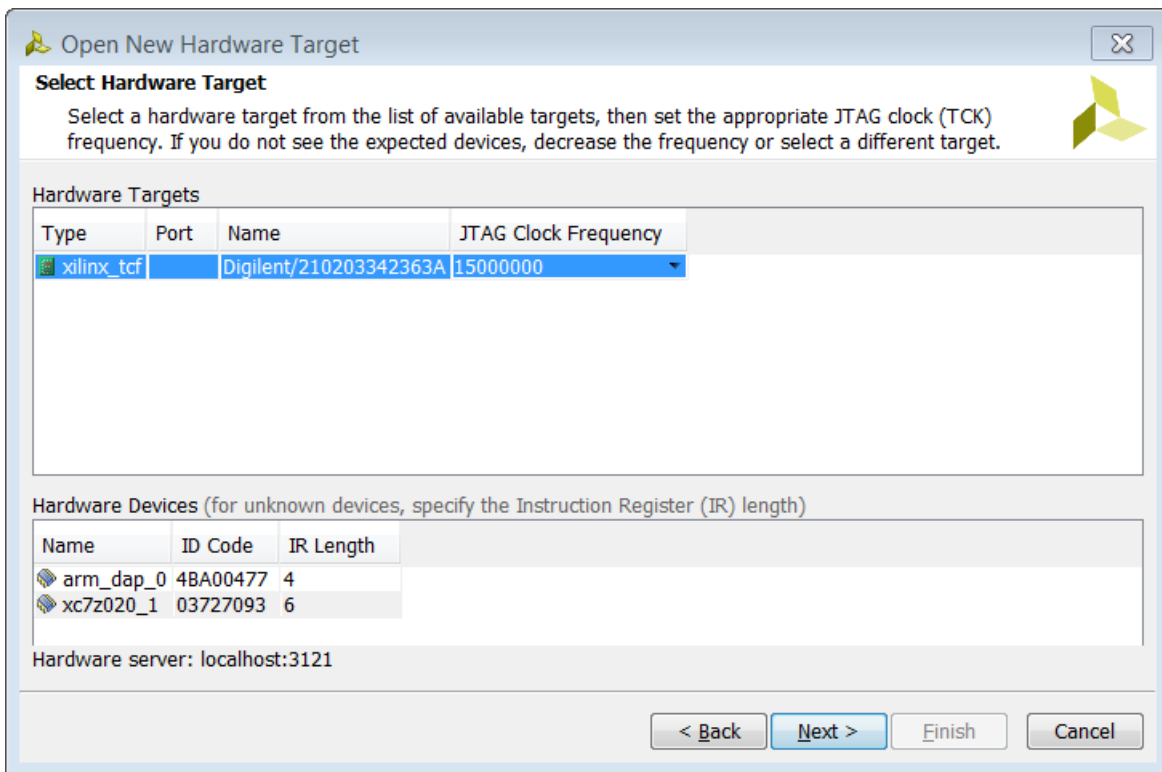 Open New Hardware Target
Select Hardware Target
Select a hardware target from the list of available targets, then set the appropriate JTAG clock (TCK)
frequency. If you do not see the expected devices, decrease the frequency or select a different target.
Hardware Targets
Type Port Name JTAG Clock Frequency
xilinx_tcf Digilent/210203342363A 15000000
Hardware Devices (for unknown devices, specify the Instruction Register (IR) length)
Name ID Code IR Length
arm_dap_0 4BA00477 4
xc7z020_1 03727093 6
Hardware server: localhost:3121
< Back Next > Finish Cancel